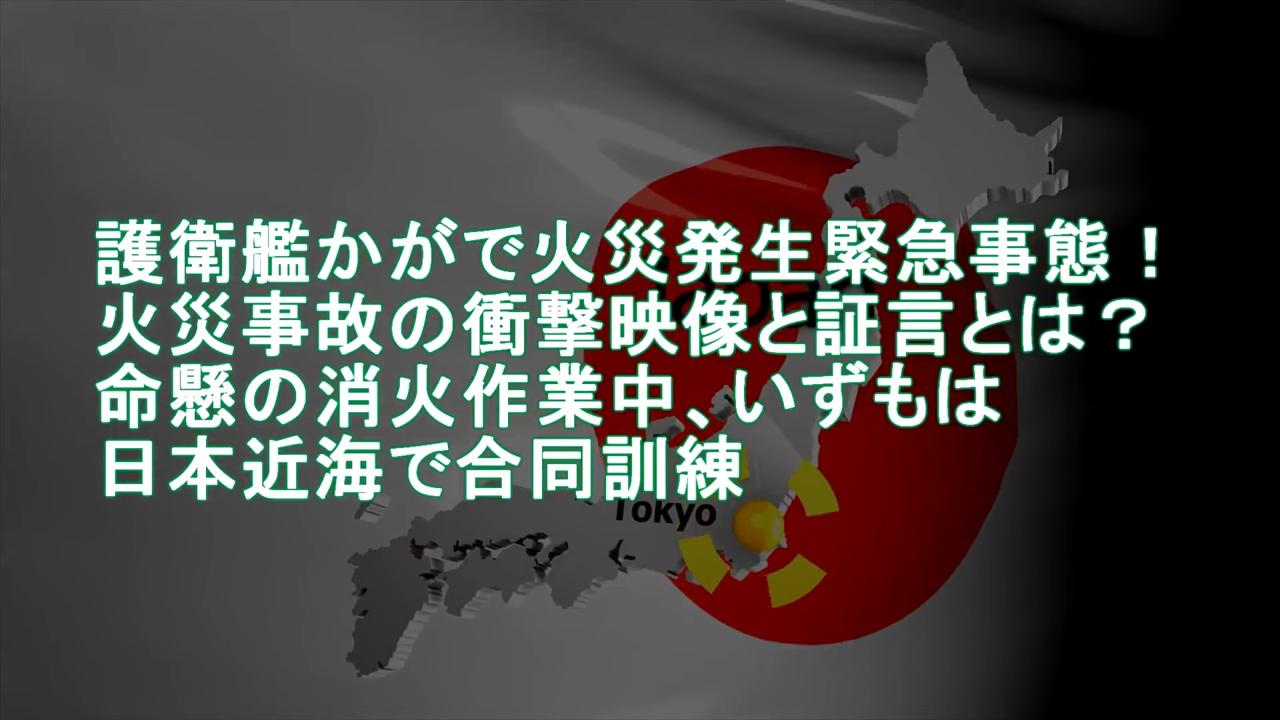 護衛艦かがで火災発生緊急事態！
火災事故の衝撃映像と証言とは？
命懸の消火作業中、いずもは
日本近海で合同訓練
Tokyo